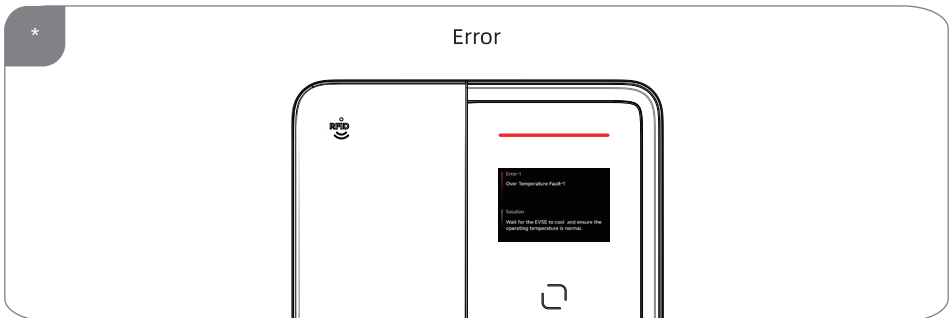 *
Error
RFID
Error-1
Over Temperature Fault-1
Solution
Wait for the EVSE to cool and ensure the
operating temperature is normal.